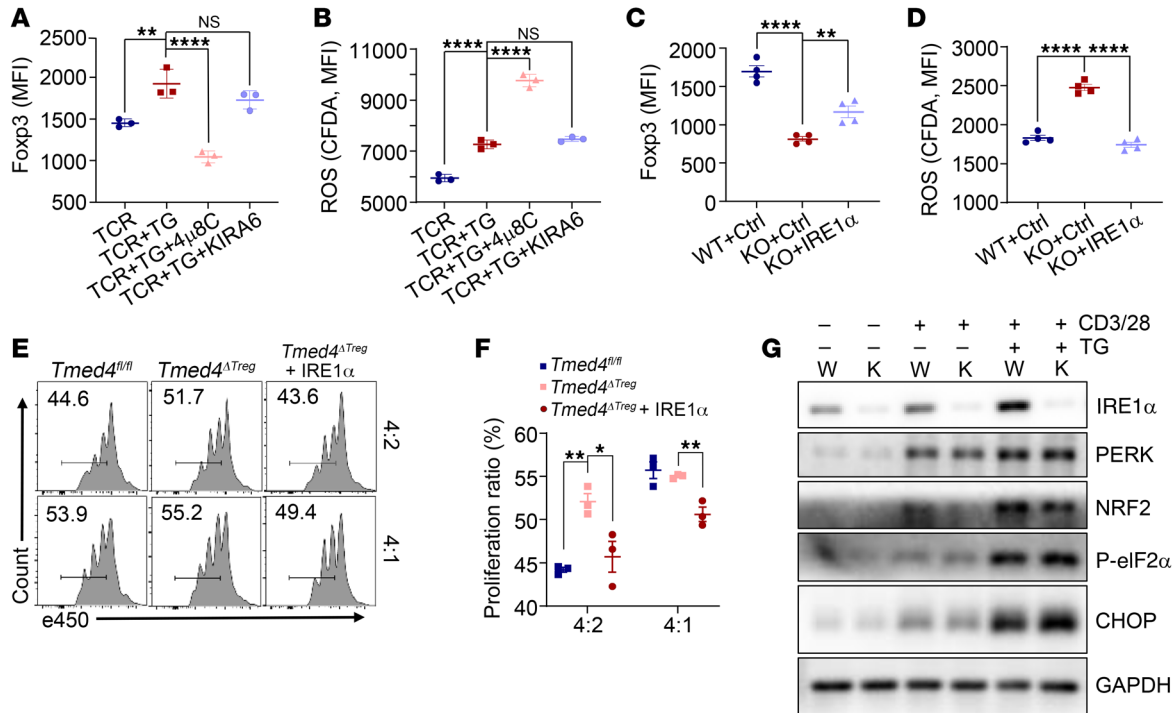 A
Foxp3 (MFI)
2500
2000
1500
1000
500
**
****
NS
TCR
TCR+TG
TCR+TG+4μ8C
TCR+TG+KIRA6
B
ROS (CFDA, MFI)
11000
9000
7000
5000
****
****
NS
TCR
TCR+TG
TCR+TG+4μ8C
TCR+TG+KIRA6
C
Foxp3 (MFI)
2000
1500
1000
500
0
****
**
WT+Ctrl
KO+Ctrl
KO+IRE1α
D
ROS (CFDA, MFI)
3000
2500
2000
1500
1000
****
****
WT+Ctrl
KO+Ctrl
KO+IRE1α
E
Tmed4fl/fl
Tmed4ΔTreg
Tmed4ΔTreg
+ IRE1α
44.6
51.7
43.6
4:2
53.9
55.2
49.4
4:1
Count
e450
F
Tmed4fl/fl
Tmed4ΔTreg
Tmed4ΔTreg + IRE1α
Proliferation ratio (%)
60
55
50
45
40
**
*
**
4:2
4:1
G
– – + + + + CD3/28
+ + TG
W K W K W K
IRE1α
PERK
NRF2
P-eIF2α
CHOP
GAPDH